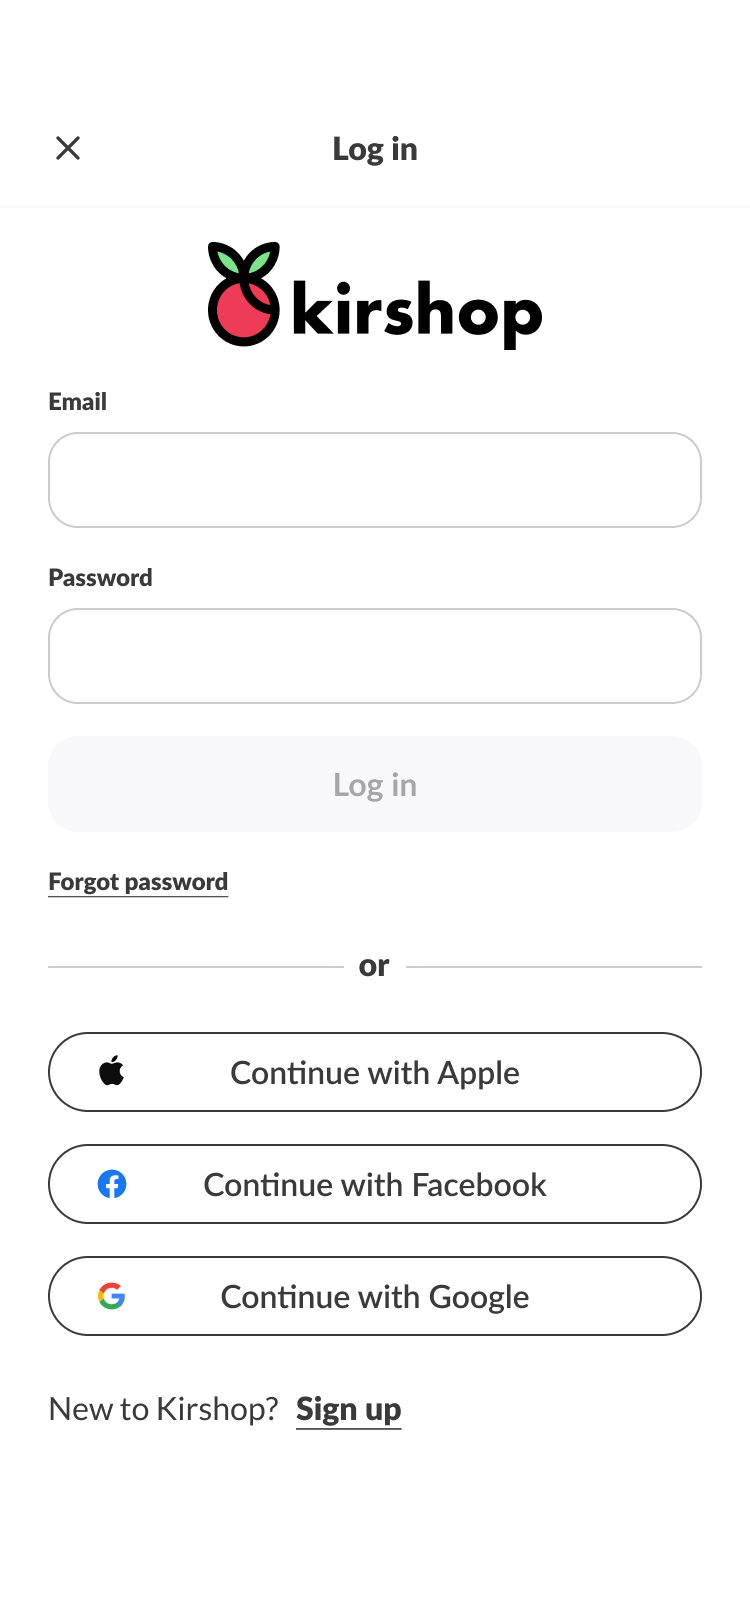 Log in
kirshop
Email
Password
Log in
Forgot password
or
Continue with Apple
Continue with Facebook
Continue with Google
New to Kirshop? Sign up